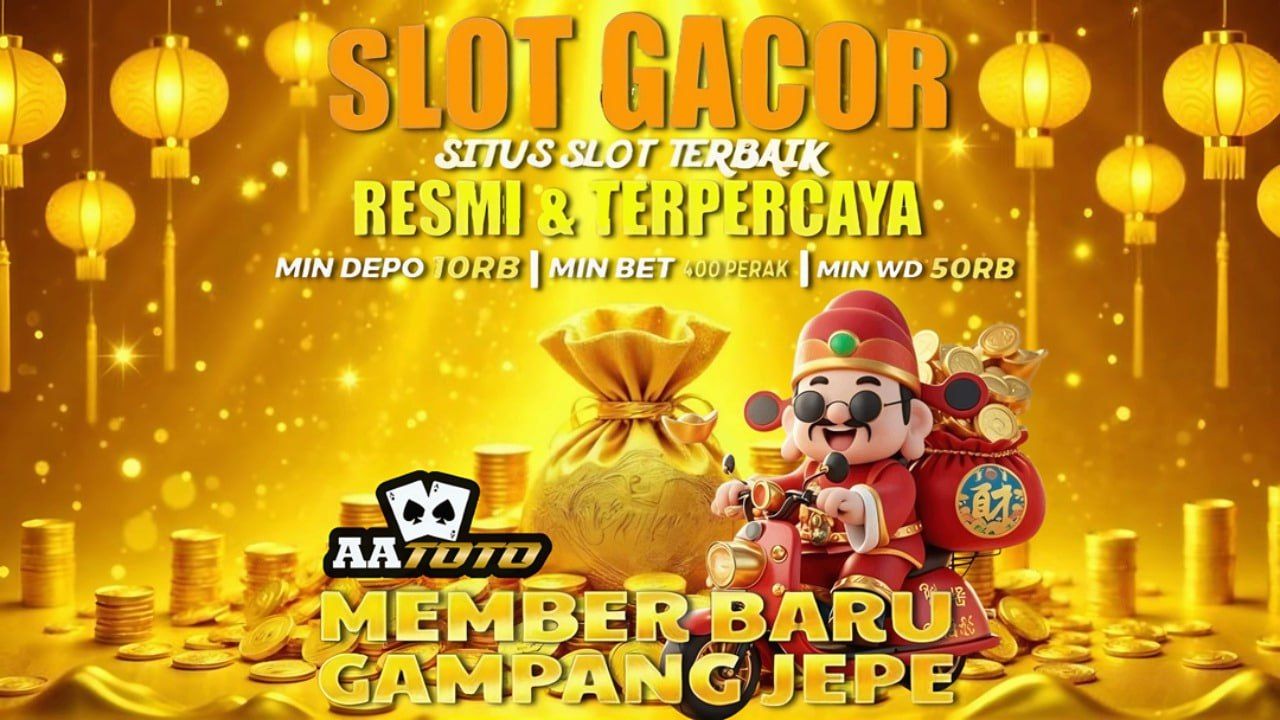 SLOT GACOR
SITUS SLOT TERBAIK
RESMI & TERPERCAYA
MIN DEPO 10RB | MIN BET 400 PERAK | MIN WD 50RB
財
AATOTO
MEMBER BARU
GAMPANG JEPE